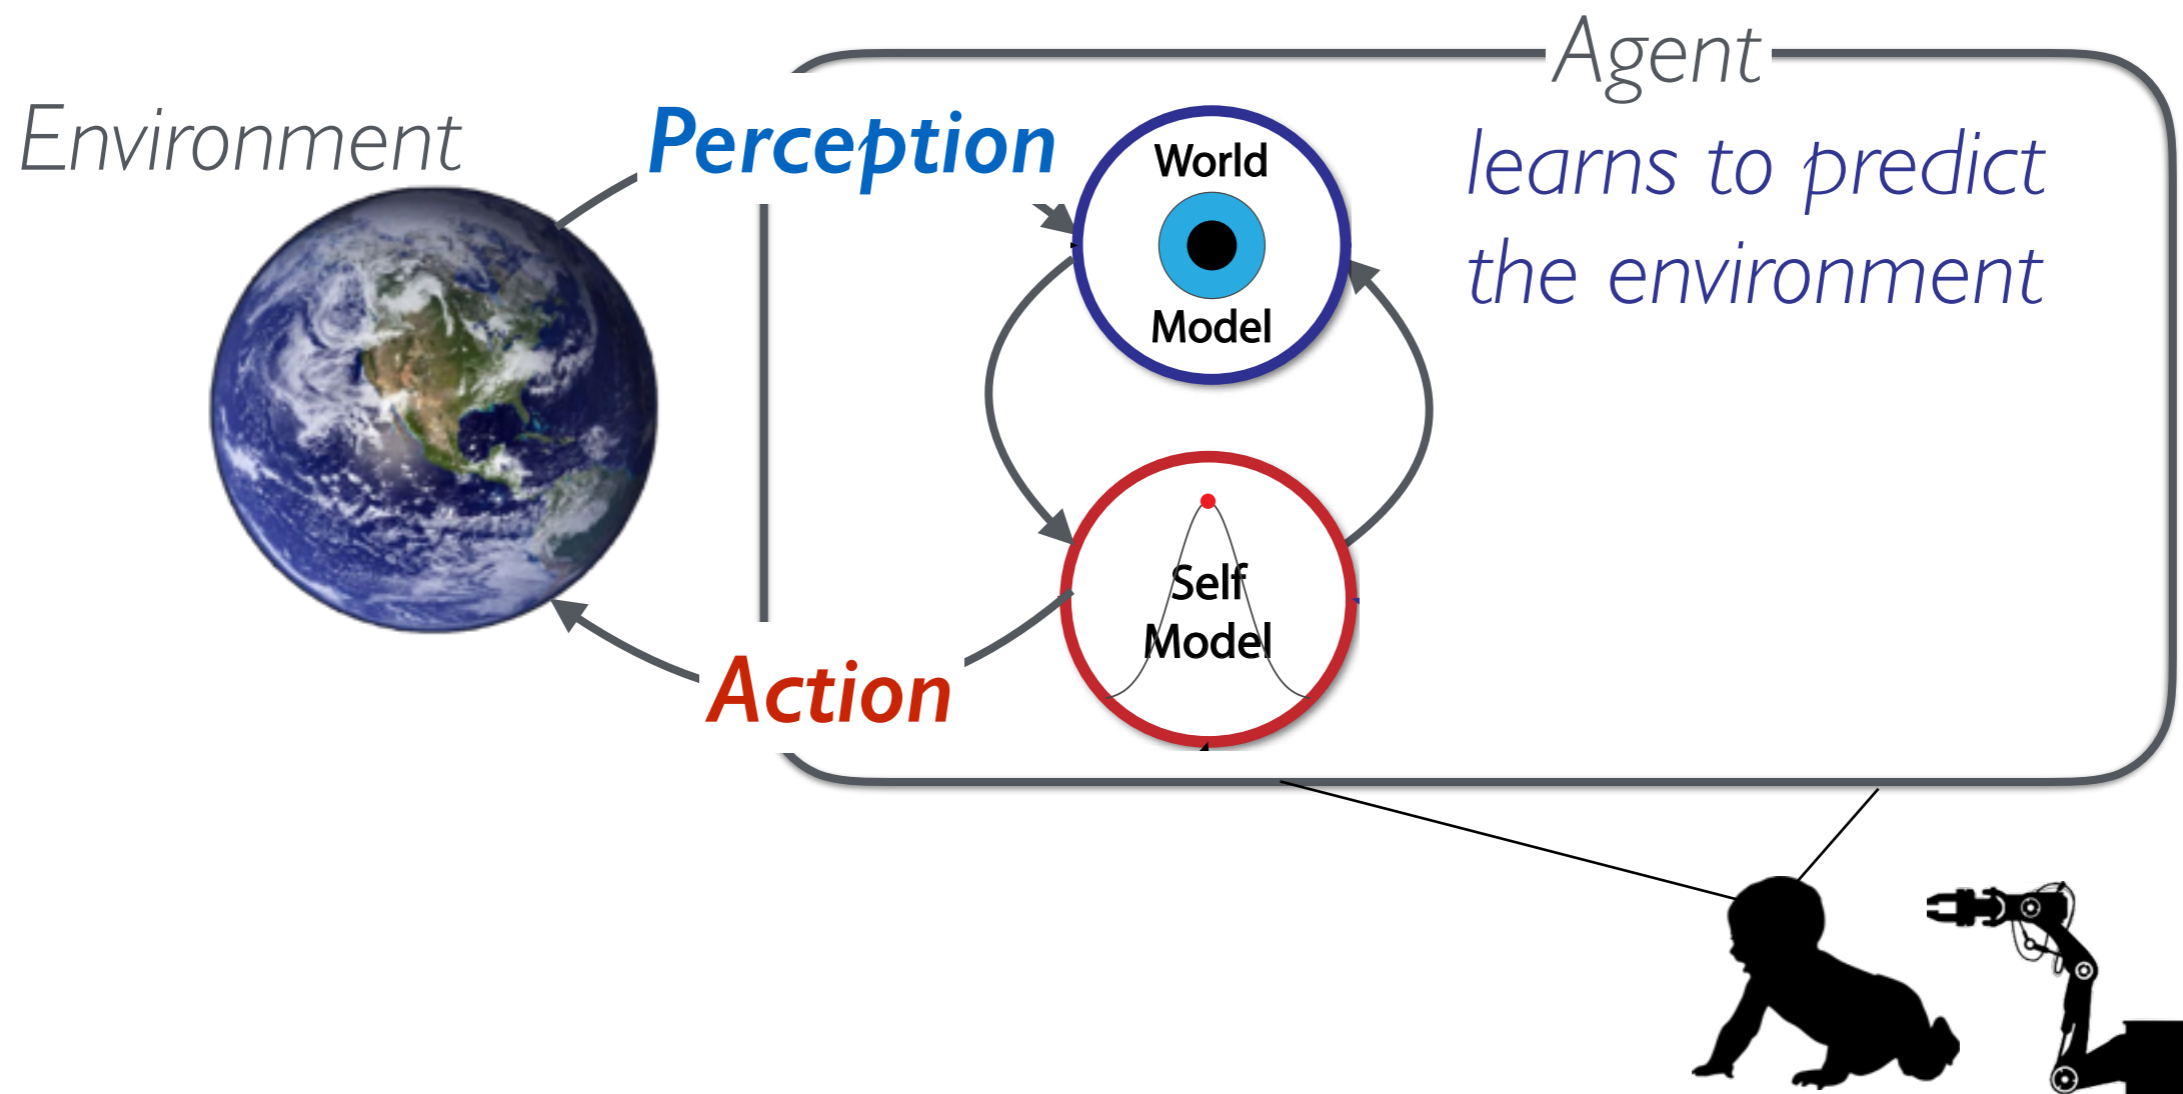 Agent
Environment
Perception
World
Model
learns to predict
the environment
Self
Model
Action